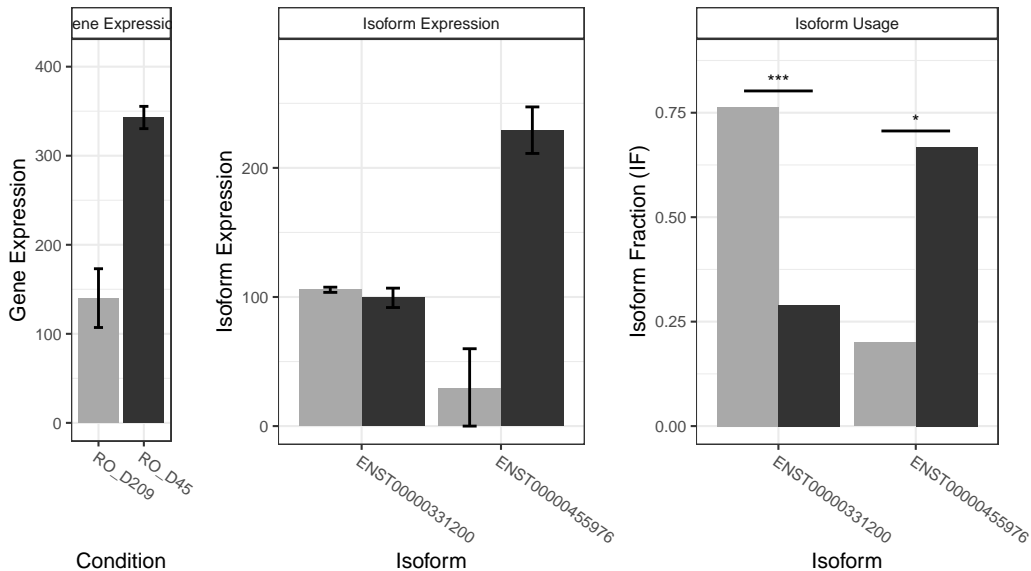 ene Expressio
Gene Expression
400
300
200
100
0
RO_D209
RO_D45
Condition
Isoform Expression
Isoform Expression
200
100
0
ENST00000331200
ENST00000455976
Isoform
Isoform Usage
Isoform Fraction (IF)
0.75
0.50
0.25
0.00
***
*
ENST00000331200
ENST00000455976
Isoform